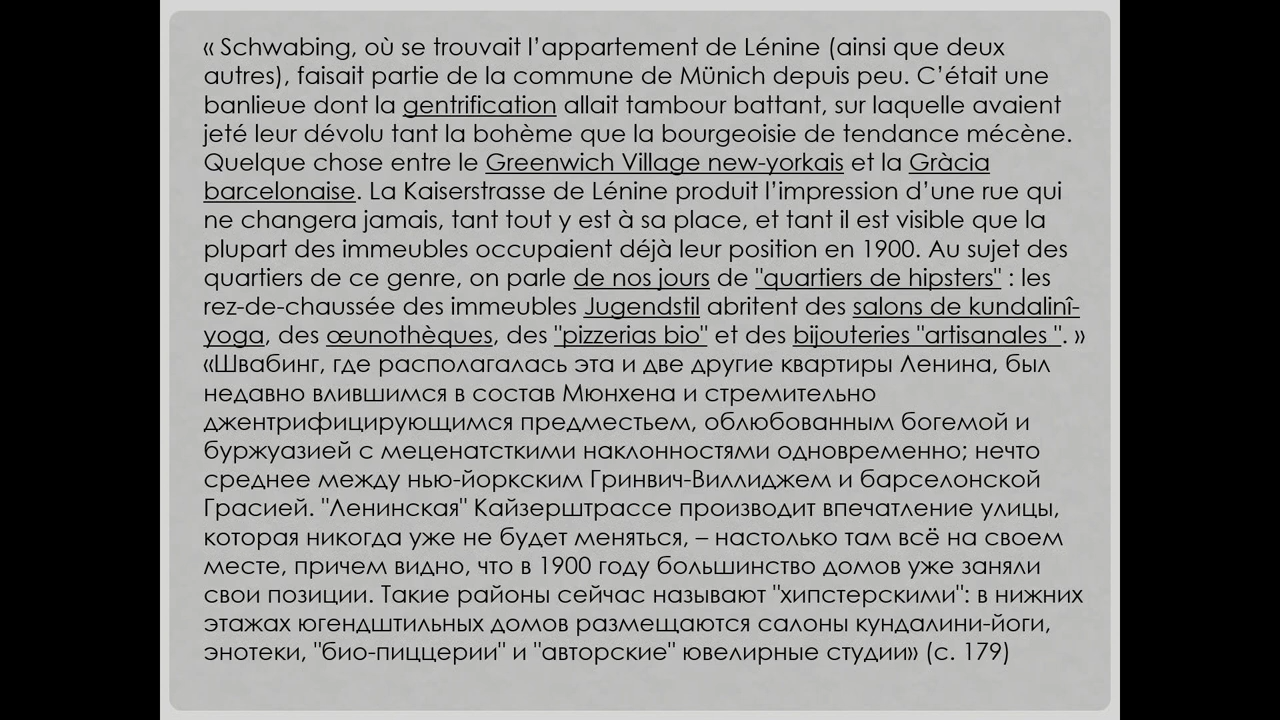 « Schwabing, où se trouvait l’appartement de Lénine (ainsi que deux
autres), faisait partie de la commune de Münich depuis peu. C’était une
banlieue dont la gentrification allait tambour battant, sur laquelle avaient
jeté leur dévolu tant la bohème que la bourgeoisie de tendance mécène.
Quelque chose entre le Greenwich Village new-yorkais et la Gràcia
barcelonaise. La Kaiserstrasse de Lénine produit l’impression d’une rue qui
ne changera jamais, tant tout y est à sa place, et tant il est visible que la
plupart des immeubles occupaient déjà leur position en 1900. Au sujet des
quartiers de ce genre, on parle de nos jours de "quartiers de hipsters" : les
rez-de-chaussée des immeubles Jugendstil abritent des salons de kundalinî-
yoga, des œunothèques, des "pizzerias bio" et des bijouteries "artisanales ". »
«Швабинг, где располагалась эта и две другие квартиры Ленина, был
недавно влившимся в состав Мюнхена и стремительно
джентрифицирующимся предместьем, облюбованным богемой и
буржуазией с меценатсткими наклонностями одновременно; нечто
среднее между нью-йоркским Гринвич-Виллиджем и барселонской
Грасией. "Ленинская" Кайзерштрассе производит впечатление улицы,
которая никогда уже не будет меняться, – настолько там всё на своем
месте, причем видно, что в 1900 году большинство домов уже заняли
свои позиции. Такие районы сейчас называют "хипстерскими": в нижних
этажах югендштильных домов размещаются салоны кундалини-йоги,
энотеки, "био-пиццерии" и "авторские" ювелирные студии» (с. 179)